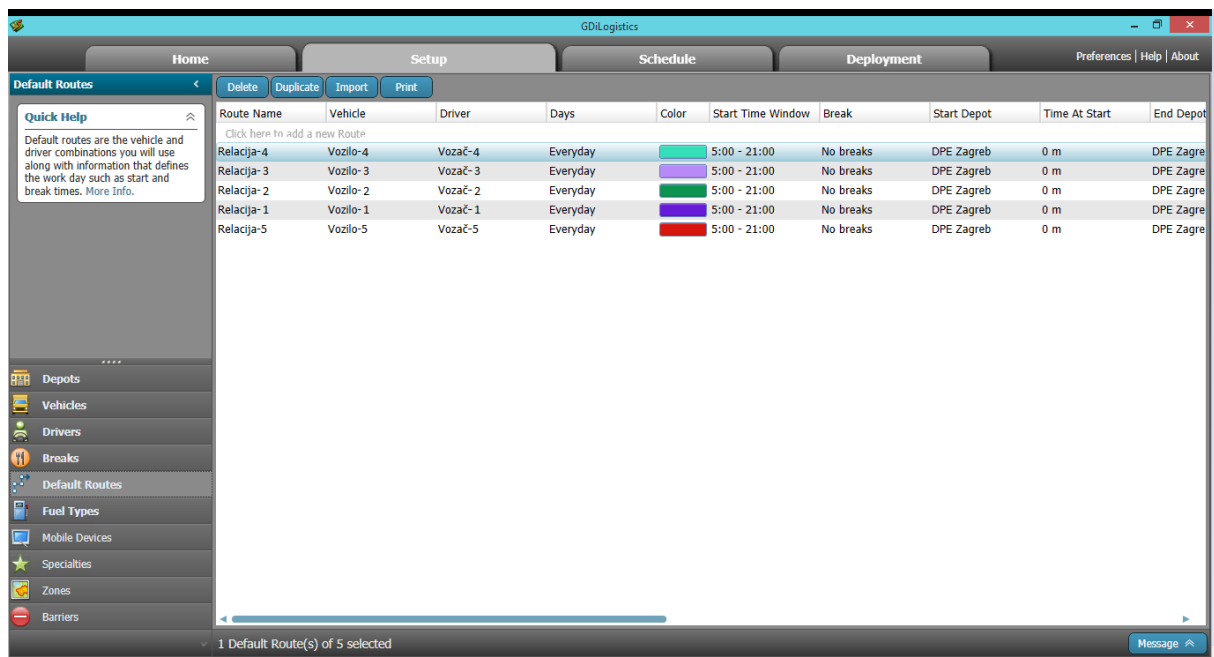 GDiLogistics
Home Setup Schedule Deployment Preferences | Help | About
Default Routes
Delete Duplicate Import Print
Quick Help
Default routes are the vehicle and
driver combinations you will use
along with information that defines
the work day such as start and
break times. More Info.
Route Name Vehicle Driver Days Color Start Time Window Break Start Depot Time At Start End Depot
Click here to add a new Route
Relacija-4 Vozilo-4 Vozač-4 Everyday 5:00 - 21:00 No breaks DPE Zagreb 0 m DPE Zagre
Relacija-3 Vozilo-3 Vozač-3 Everyday 5:00 - 21:00 No breaks DPE Zagreb 0 m DPE Zagre
Relacija-2 Vozilo-2 Vozač-2 Everyday 5:00 - 21:00 No breaks DPE Zagreb 0 m DPE Zagre
Relacija-1 Vozilo-1 Vozač-1 Everyday 5:00 - 21:00 No breaks DPE Zagreb 0 m DPE Zagre
Relacija-5 Vozilo-5 Vozač-5 Everyday 5:00 - 21:00 No breaks DPE Zagreb 0 m DPE Zagre
Depots
Vehicles
Drivers
Breaks
Default Routes
Fuel Types
Mobile Devices
Specialties
Zones
Barriers
1 Default Route(s) of 5 selected
Message